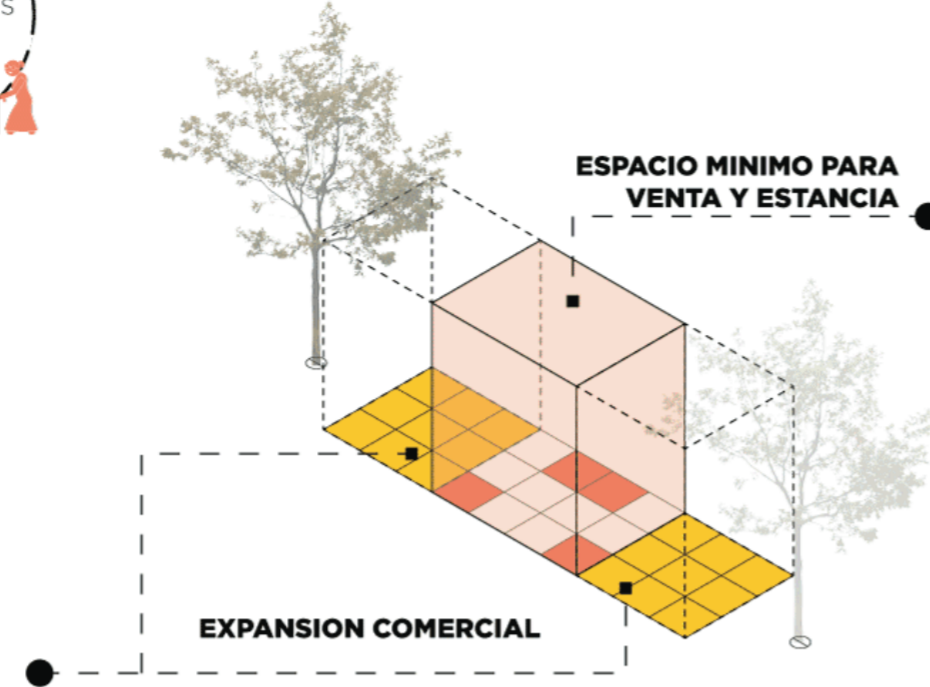 S
ESPACIO MINIMO PARA
VENTA Y ESTANCIA
EXPANSION COMERCIAL